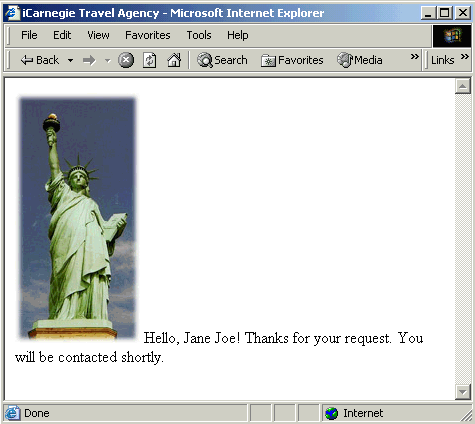 iCarnegie Travel Agency - Microsoft Internet Explorer
File Edit View Favorites Tools Help
Back Search Favorites Media » Links »
Hello, Jane Joe! Thanks for your request. You
will be contacted shortly.
Done Internet